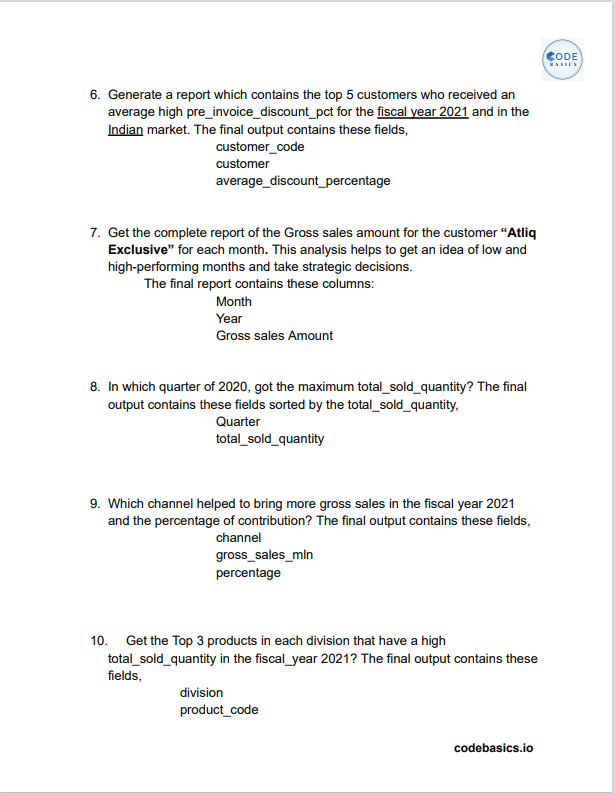 CODE
BASICS
6. Generate a report which contains the top 5 customers who received an
average high pre_invoice_discount_pct for the fiscal year 2021 and in the
Indian market. The final output contains these fields,
customer_code
customer
average_discount_percentage
7. Get the complete report of the Gross sales amount for the customer “Atliq
Exclusive” for each month. This analysis helps to get an idea of low and
high-performing months and take strategic decisions.
The final report contains these columns:
Month
Year
Gross sales Amount
8. In which quarter of 2020, got the maximum total_sold_quantity? The final
output contains these fields sorted by the total_sold_quantity,
Quarter
total_sold_quantity
9. Which channel helped to bring more gross sales in the fiscal year 2021
and the percentage of contribution? The final output contains these fields,
channel
gross_sales_mln
percentage
10. Get the Top 3 products in each division that have a high
total_sold_quantity in the fiscal_year 2021? The final output contains these
fields,
division
product_code
codebasics.io